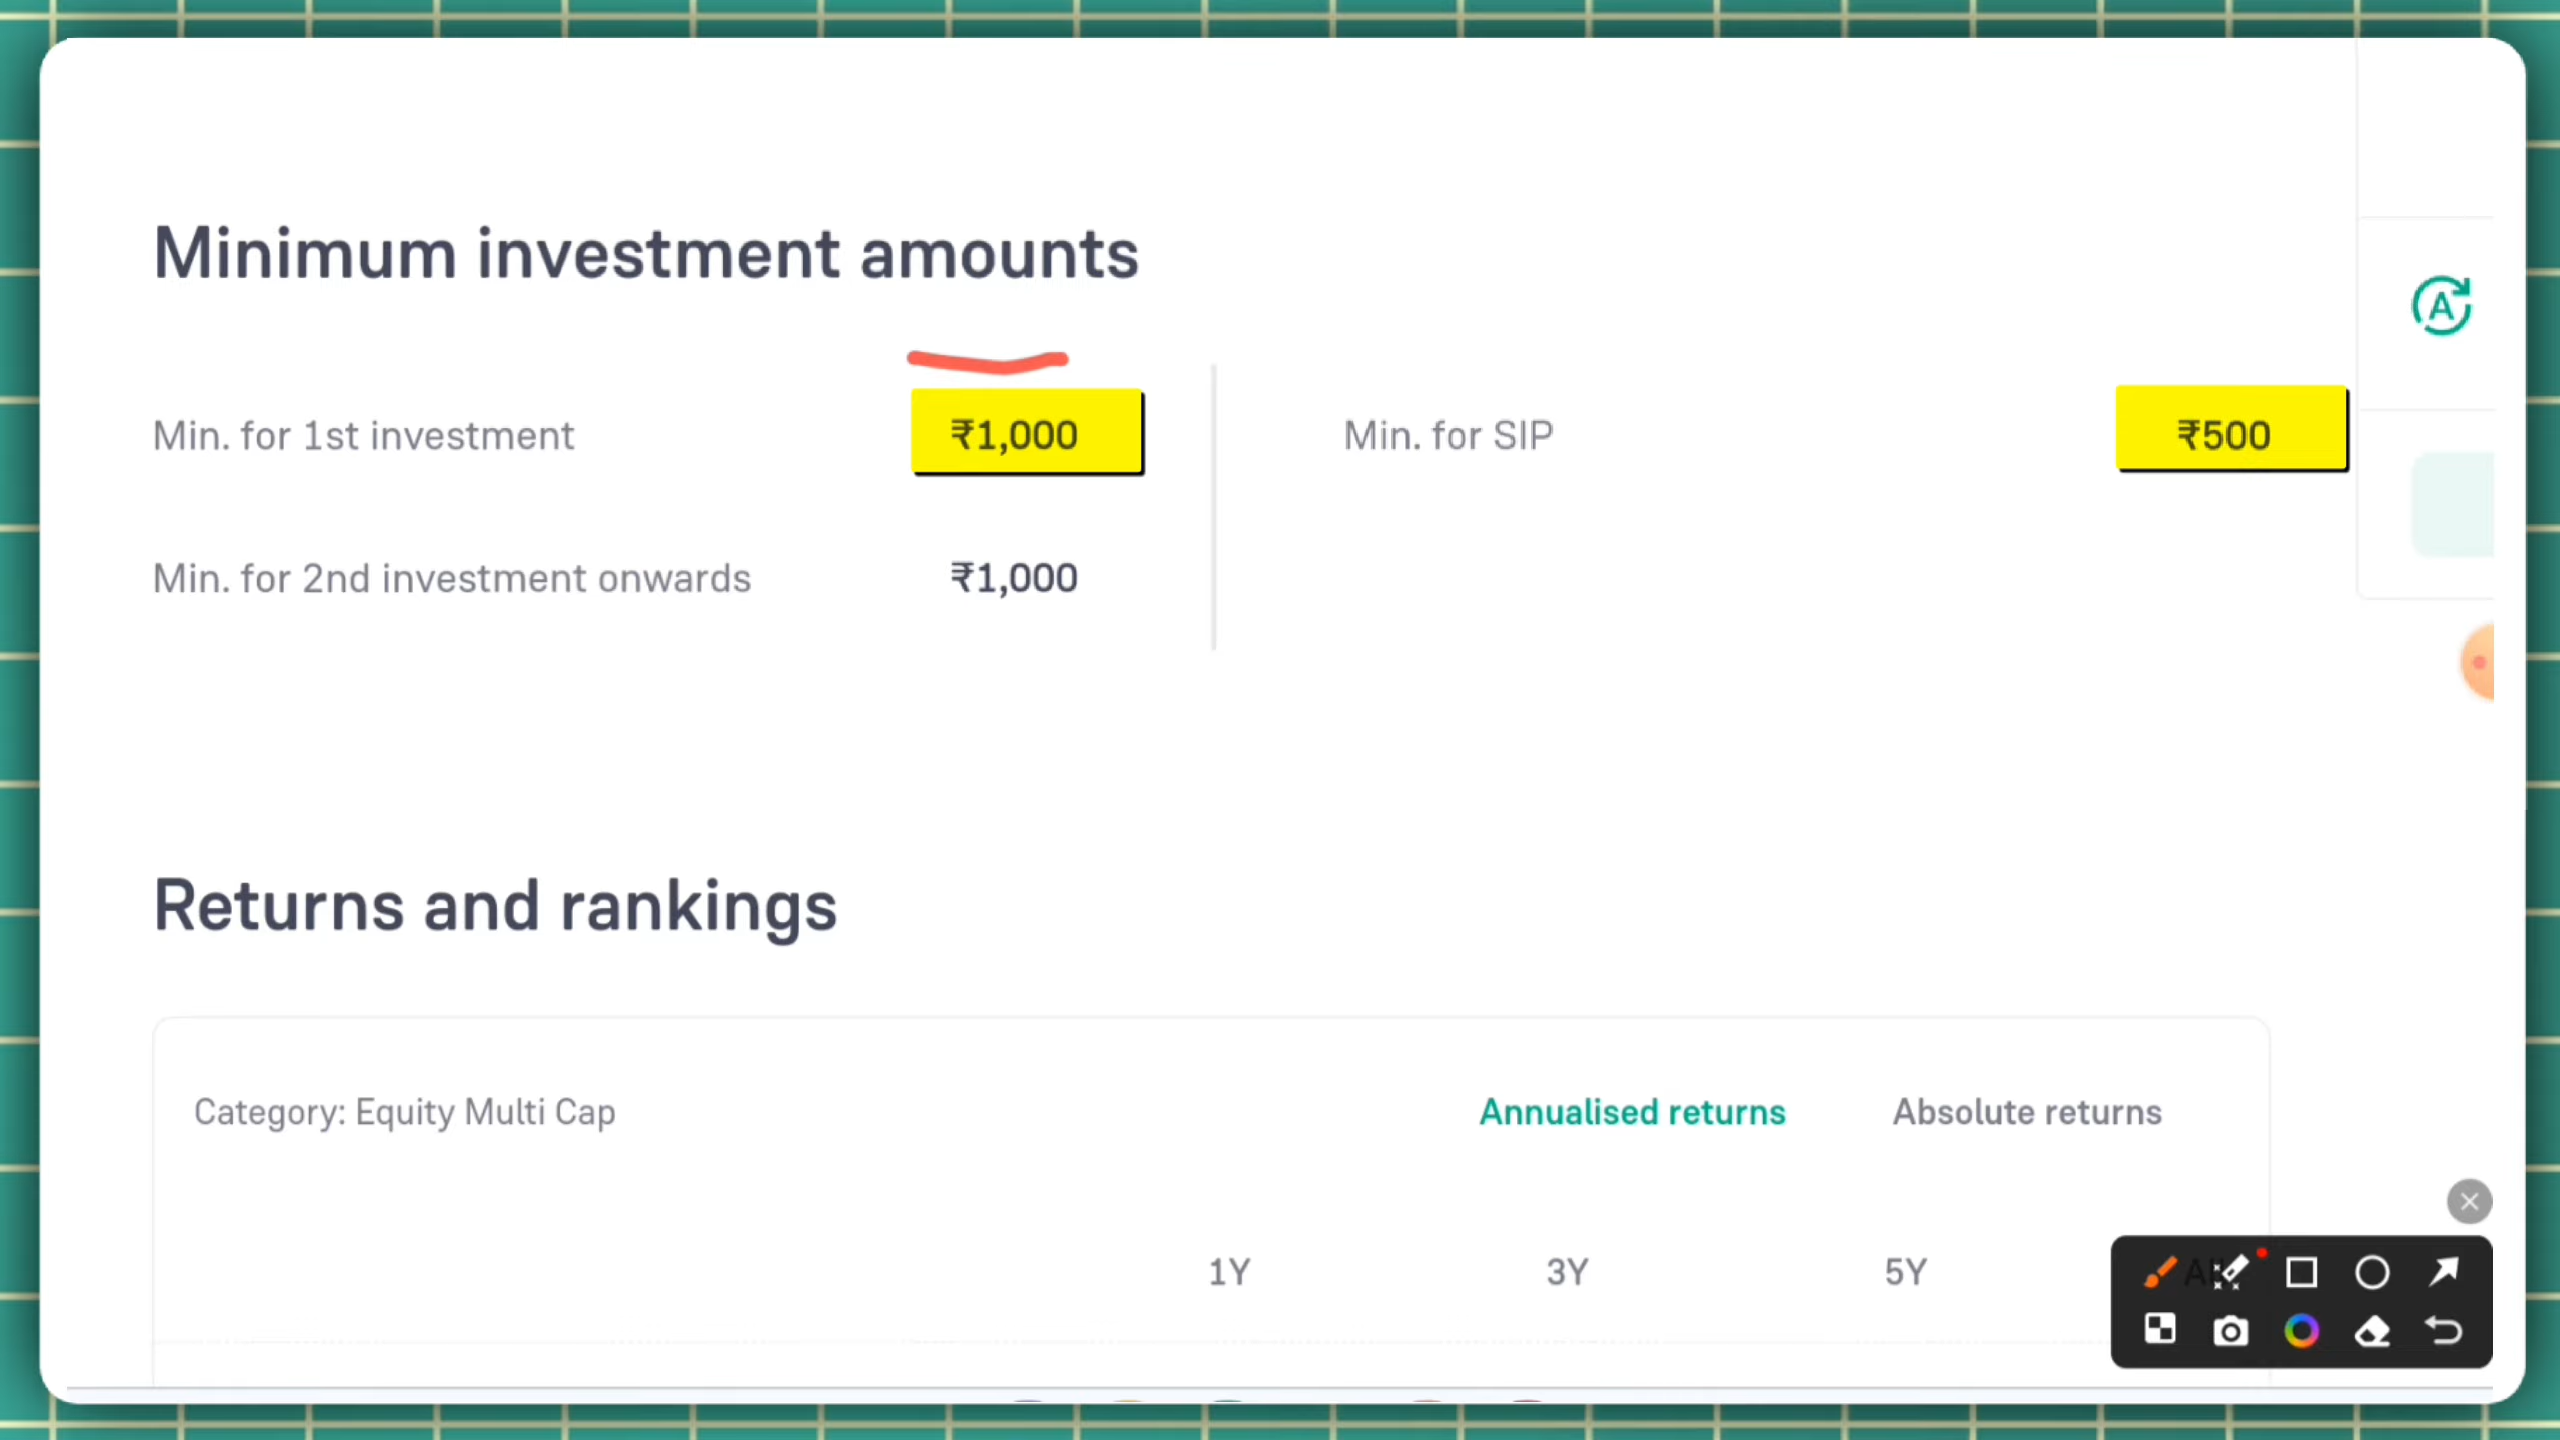 Minimum investment amounts
A
Min. for 1st investment ₹1,000 Min. for SIP ₹500
Min. for 2nd investment onwards ₹1,000
Returns and rankings
Category: Equity Multi Cap Annualised returns Absolute returns
1Y 3Y 5Y